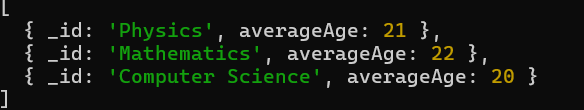 [
  { _id: 'Physics', averageAge: 21 },
  { _id: 'Mathematics', averageAge: 22 },
  { _id: 'Computer Science', averageAge: 20 }
]